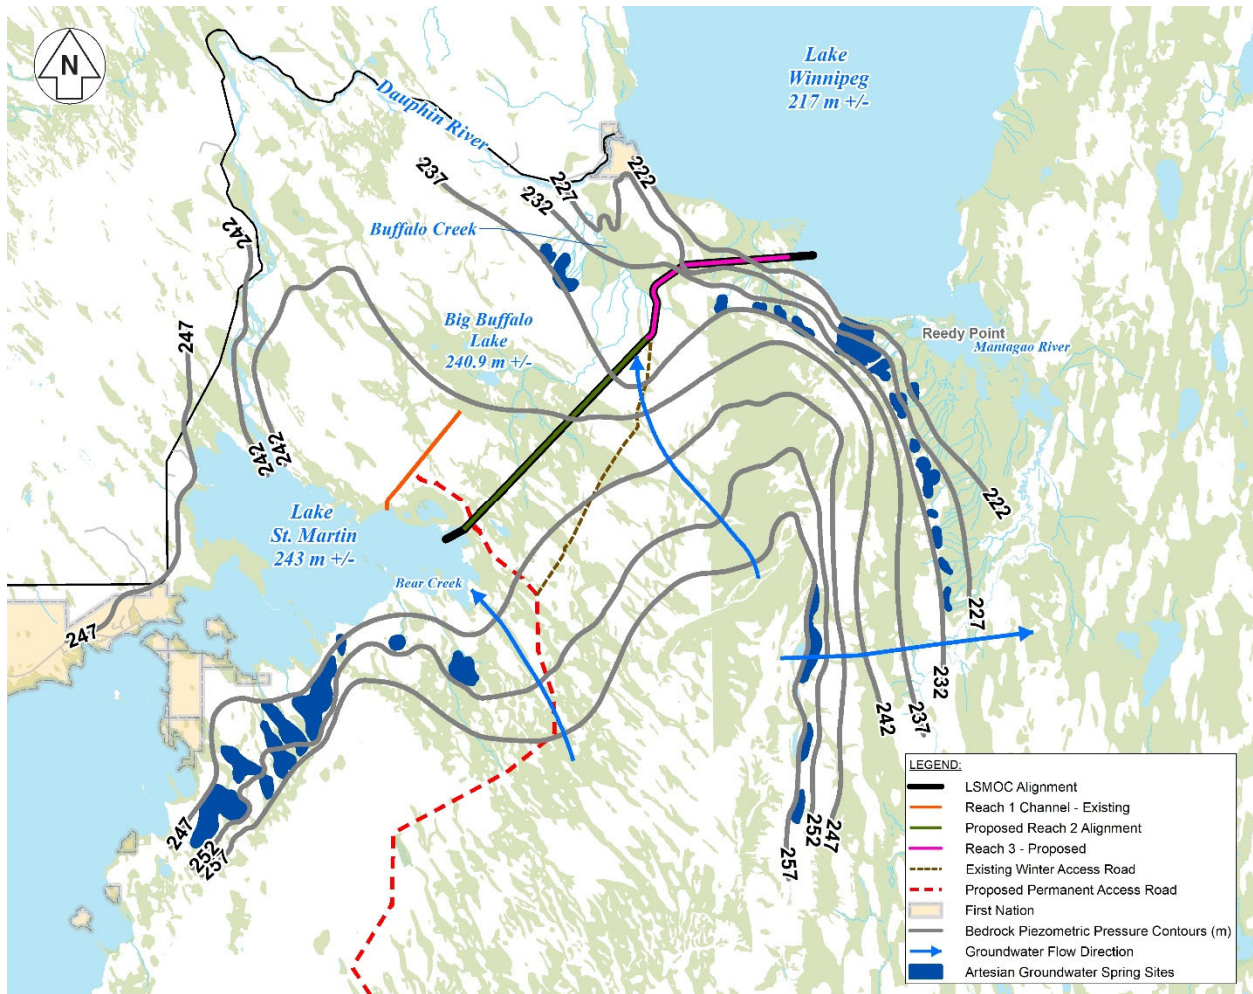 N
Lake
Winnipeg
217 m +/-
Dauphin River
237
232
227
222
242
Buffalo Creek
Big Buffalo
Lake
240.9 m +/-
Reedy Point
Mantagao River
247
242
242
222
Lake
St. Martin
243 m +/-
Bear Creek
227
247
232
237
242
247
252
257
247
252
257
LEGEND:
LSMOC Alignment
Reach 1 Channel - Existing
Proposed Reach 2 Alignment
Reach 3 - Proposed
Existing Winter Access Road
Proposed Permanent Access Road
First Nation
Bedrock Piezometric Pressure Contours (m)
Groundwater Flow Direction
Artesian Groundwater Spring Sites